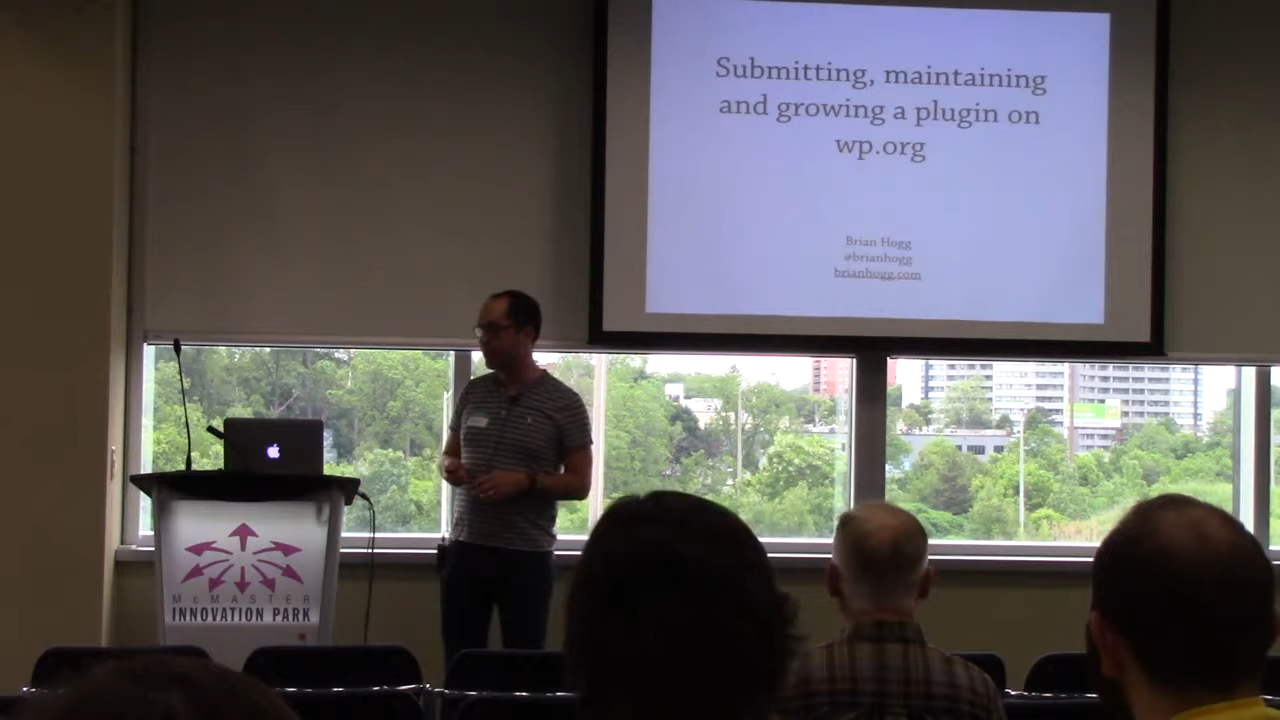 Submitting, maintaining
and growing a plugin on
wp.org
Brian Hogg
@brianhogg
brianhogg.com
McMASTER
INNOVATION PARK